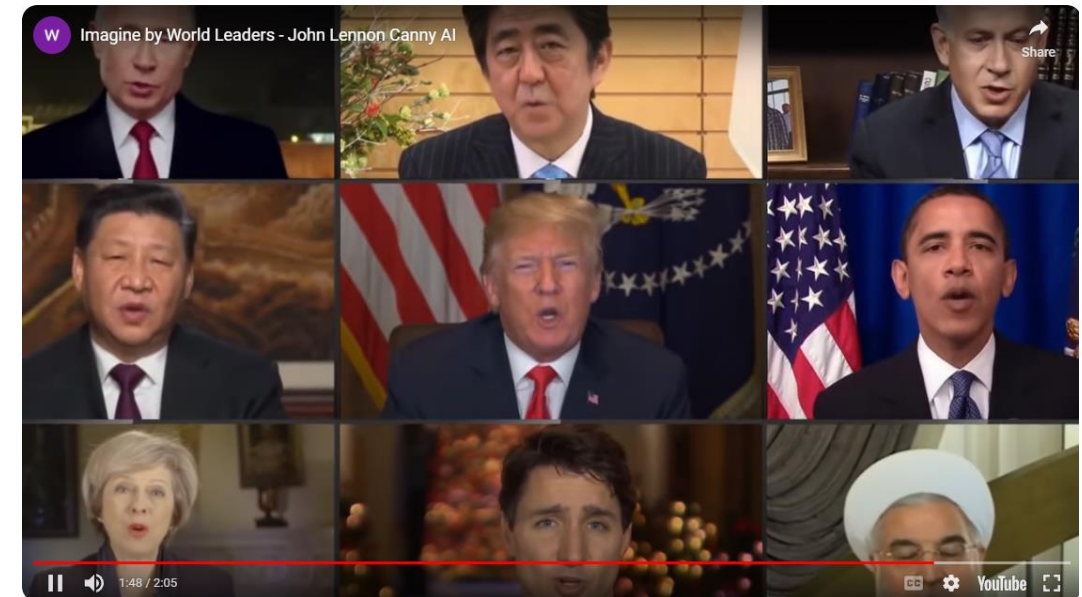 W
Imagine by World Leaders - John Lennon Canny AI
Share
1:48 / 2:05
CC
YouTube